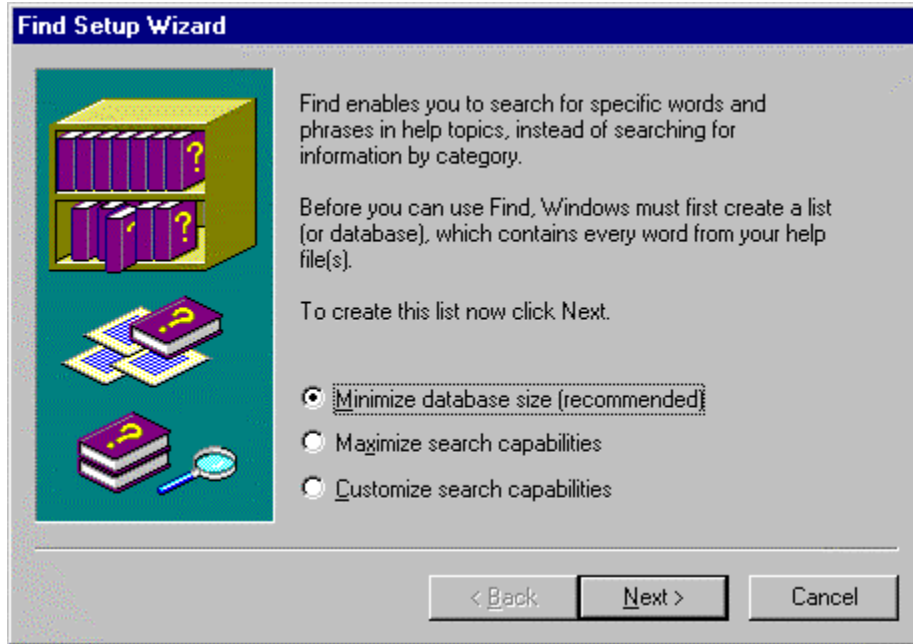 Find Setup Wizard
Find enables you to search for specific words and
phrases in help topics, instead of searching for
information by category.
Before you can use Find, Windows must first create a list
(or database), which contains every word from your help
file(s).
To create this list now click Next.
Minimize database size (recommended)
Maximize search capabilities
Customize search capabilities
< Back
Next >
Cancel